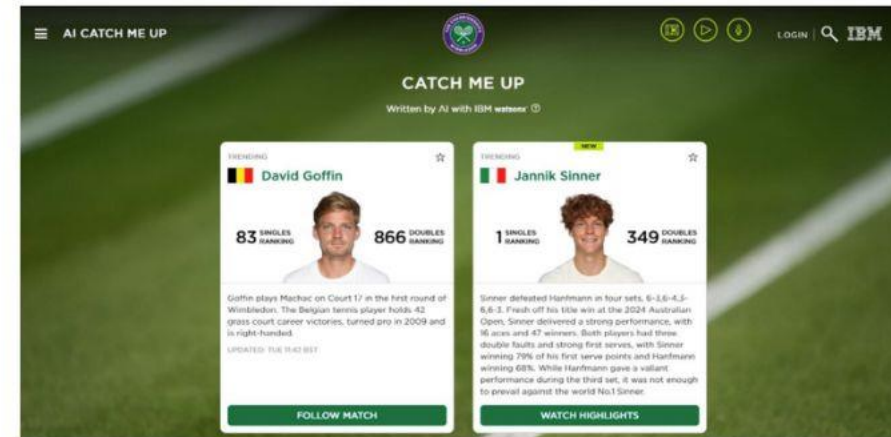 AI CATCH ME UP
LOGIN
IBM
CATCH ME UP
Written by AI with IBM watsonx
TRENDING
David Goffin
83 SINGLES RANKING
866 DOUBLES RANKING
Goffin plays Machac on Court 17 in the first round of
Wimbledon. The Belgian tennis player holds 42
grass court career victories, turned pro in 2009 and
is right-handed.
UPDATED: TUE 11:42 BST
FOLLOW MATCH
NEW
TRENDING
Jannik Sinner
1 SINGLES RANKING
349 DOUBLES RANKING
Sinner defeated Hanfmann in four sets, 6-3,6-4,3-
6,6-3. Fresh off his title win at the 2024 Australian
Open, Sinner delivered a strong performance, with
16 aces and 47 winners. Both players had three
double faults and strong first serves, with Sinner
winning 79% of his first serve points and Hanfmann
winning 68%. While Hanfmann gave a valiant
performance during the third set, it was not enough
to prevail against the world No.1 Sinner.
WATCH HIGHLIGHTS